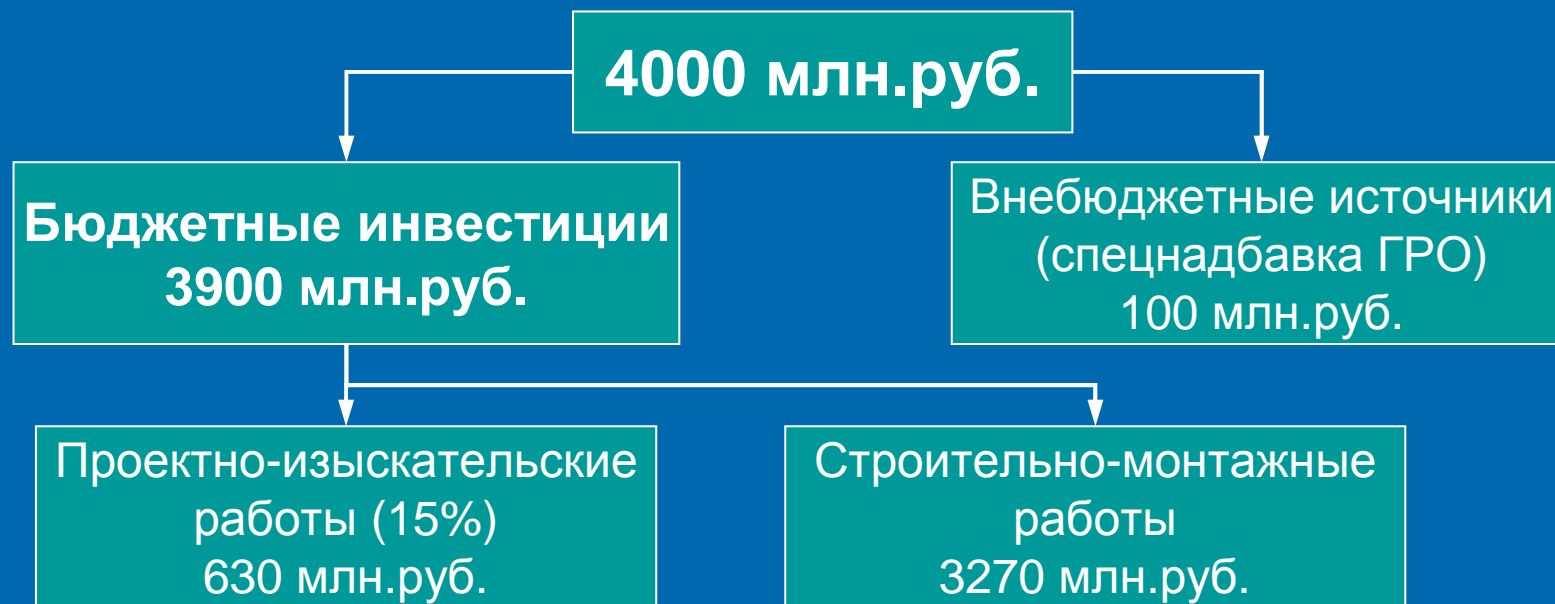 4000 млн.руб.
Бюджетные инвестиции
3900 млн.руб.
Внебюджетные источники
(спецнадбавка ГРО)
100 млн.руб.
Проектно-изыскательские
работы (15%)
630 млн.руб.
Строительно-монтажные
работы
3270 млн.руб.